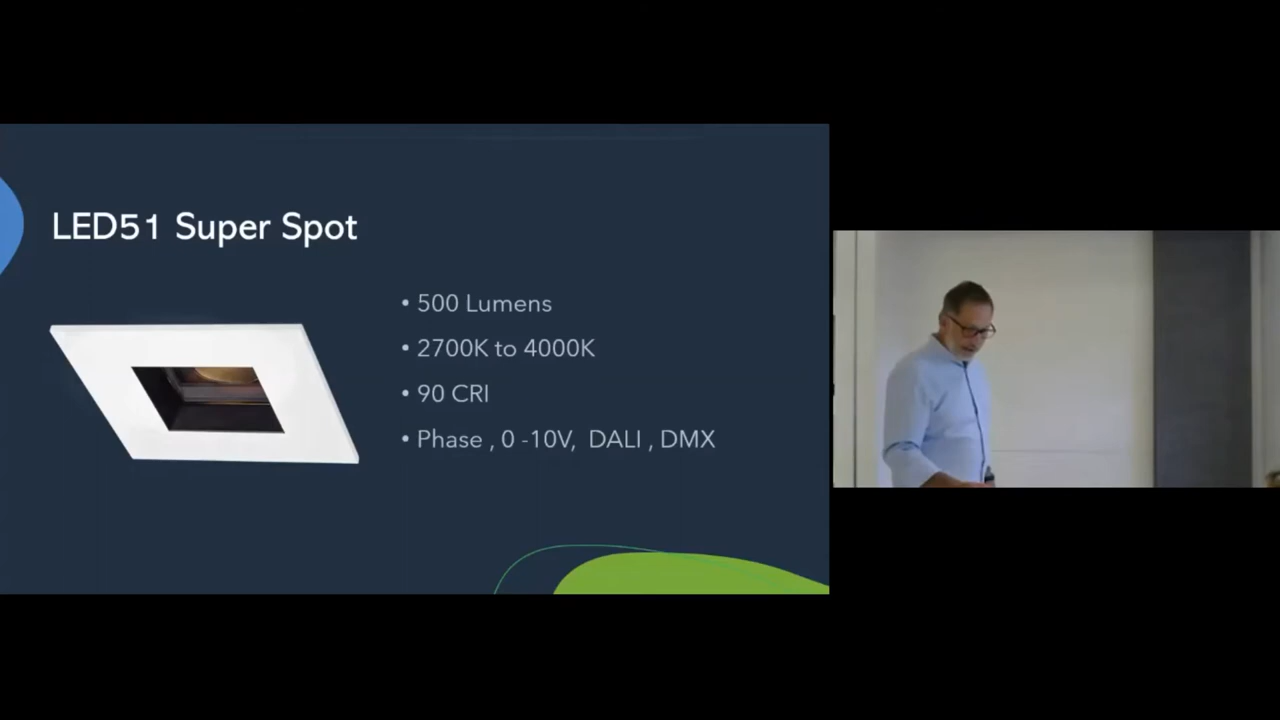 LED51 Super Spot
• 500 Lumens
• 2700K to 4000K
• 90 CRI
• Phase , 0 -10V, DALI , DMX